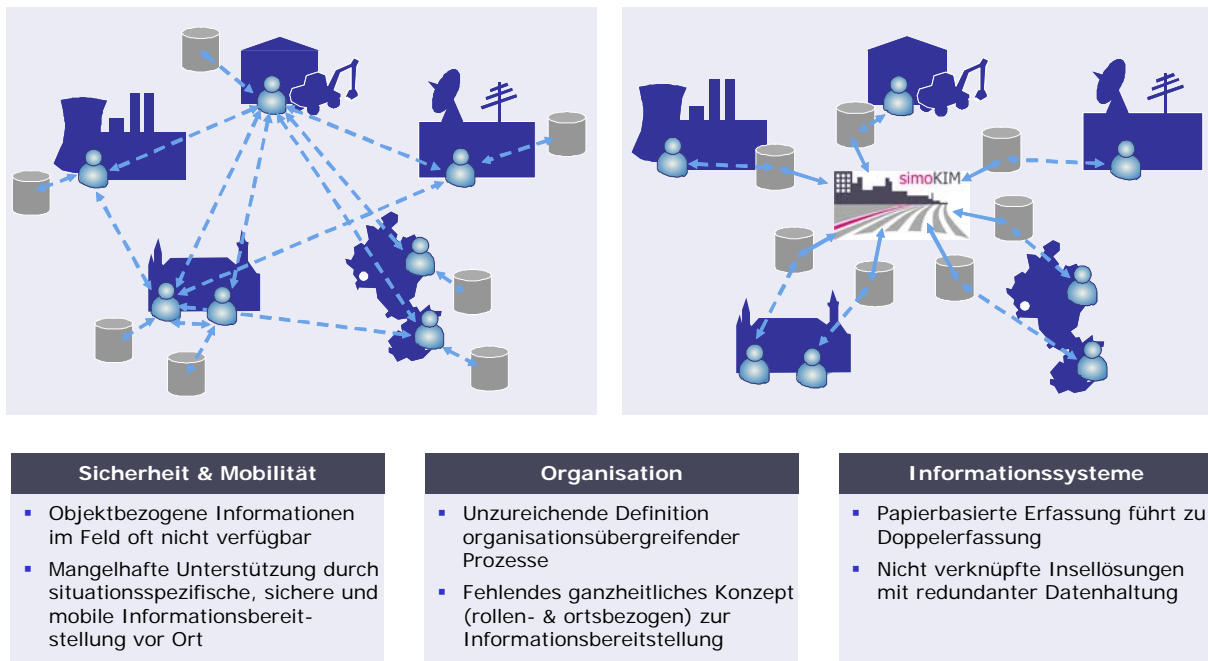 simoKIM
Sicherheit & Mobilität
Objektbezogene Informationen
im Feld oft nicht verfügbar
Mangelhafte Unterstützung durch
situationsspezifische, sichere und
mobile Informationsbereit-
stellung vor Ort
Organisation
Unzureichende Definition
organisationsübergreifender
Prozesse
Fehlendes ganzheitliches Konzept
(rollen- & ortsbezogen) zur
Informationsbereitstellung
Informationssysteme
Papierbasierte Erfassung führt zu
Doppelerfassung
Nicht verknüpfte Insellösungen
mit redundanter Datenhaltung